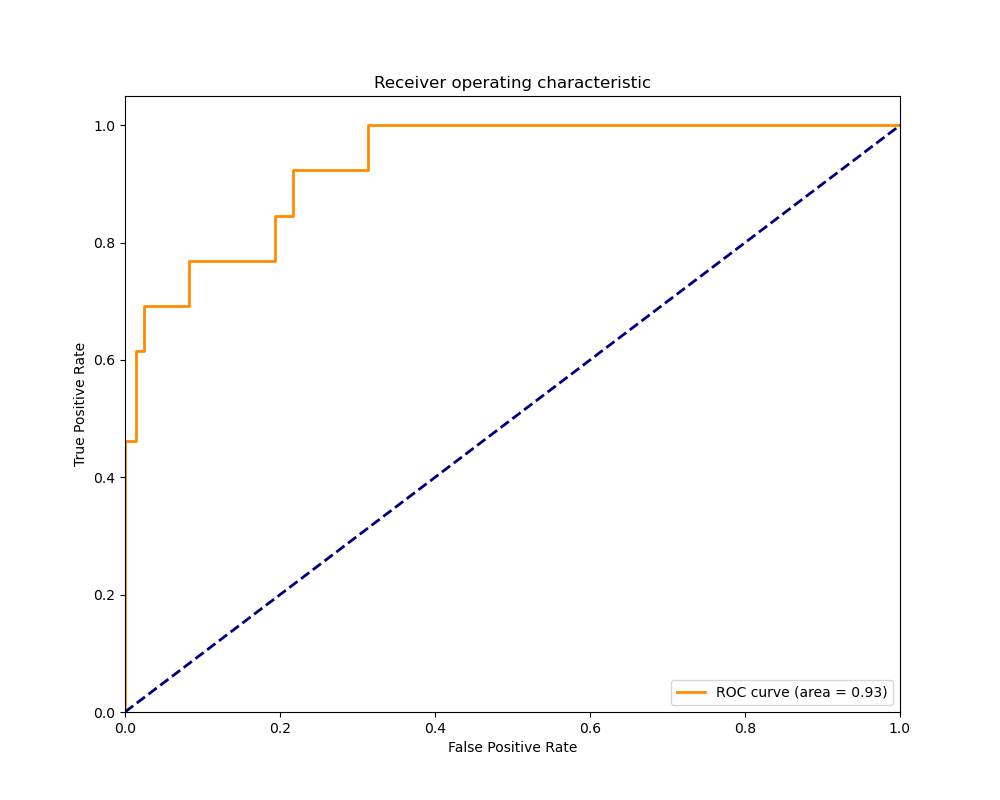 Receiver operating characteristic
1.0
0.8
0.6
0.4
0.2
0.0
True Positive Rate
0.0 0.2 0.4 0.6 0.8 1.0
False Positive Rate
ROC curve (area = 0.93)